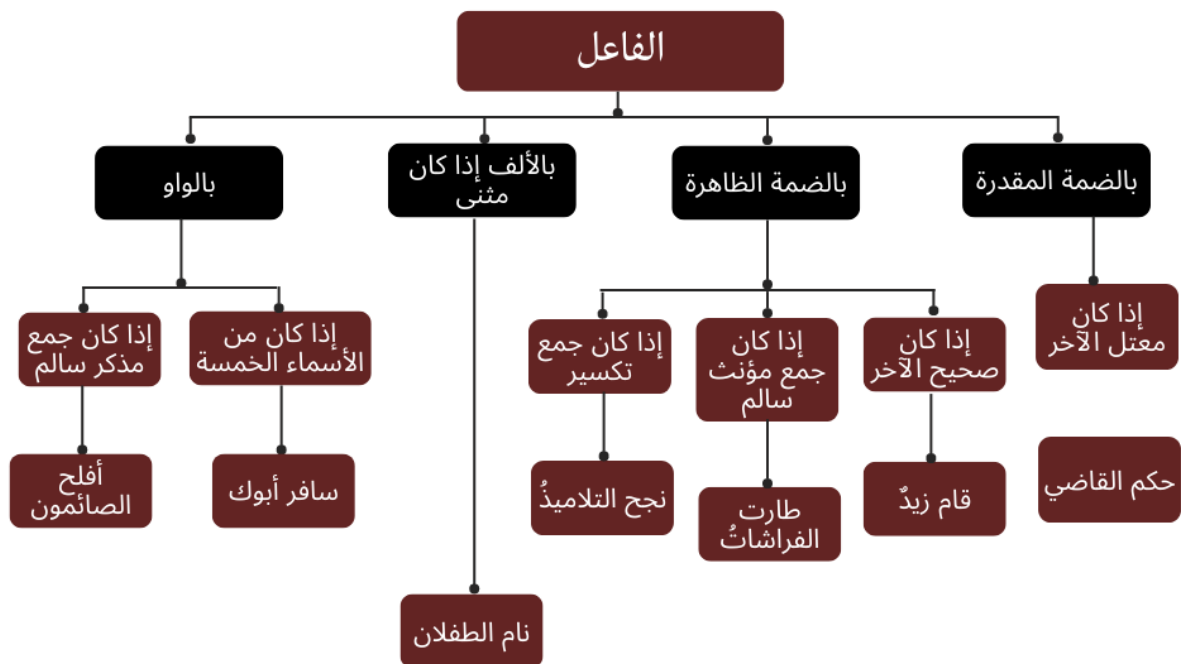 الفاعل
بالضمة المقدرة
بالضمة الظاهرة
بالألف إذا كان
مثنى
بالواو
إذا كان
معتل الآخر
إذا كان
صحيح الآخر
إذا كان
جمع مؤنث
سالم
إذا كان جمع
تكسير
إذا كان من
الأسماء الخمسة
إذا كان جمع
مذكر سالم
حكم القاضي
قام زيدٌ
طارت
الفراشاتُ
نجح التلاميذُ
نام الطفلان
سافر أبوك
أفلح
الصائمون